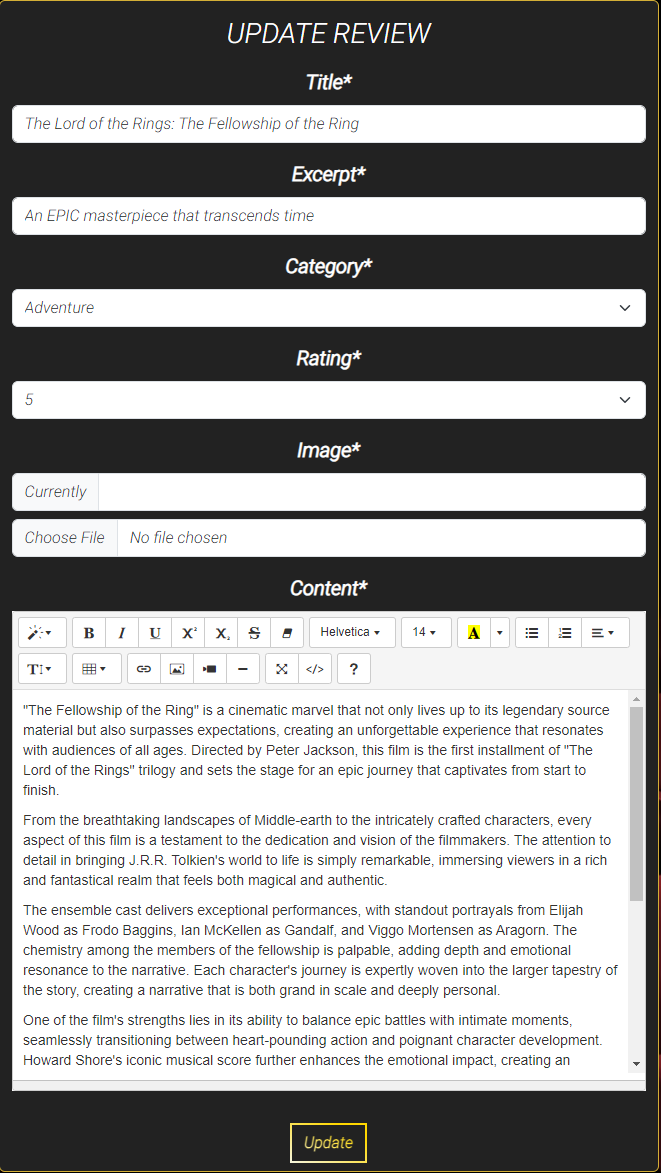 UPDATE REVIEW
Title*
The Lord of the Rings: The Fellowship of the Ring
Excerpt*
An EPIC masterpiece that transcends time
Category*
Adventure
Rating*
5
Image*
Currently
Choose File No file chosen
Content*
B I U X² X₂ S Helvetica 14 A
T </> ?
"The Fellowship of the Ring" is a cinematic marvel that not only lives up to its legendary source
material but also surpasses expectations, creating an unforgettable experience that resonates
with audiences of all ages. Directed by Peter Jackson, this film is the first installment of "The
Lord of the Rings" trilogy and sets the stage for an epic journey that captivates from start to
finish.
From the breathtaking landscapes of Middle-earth to the intricately crafted characters, every
aspect of this film is a testament to the dedication and vision of the filmmakers. The attention to
detail in bringing J.R.R. Tolkien's world to life is simply remarkable, immersing viewers in a rich
and fantastical realm that feels both magical and authentic.
The ensemble cast delivers exceptional performances, with standout portrayals from Elijah
Wood as Frodo Baggins, Ian McKellen as Gandalf, and Viggo Mortensen as Aragorn. The
chemistry among the members of the fellowship is palpable, adding depth and emotional
resonance to the narrative. Each character's journey is expertly woven into the larger tapestry of
the story, creating a narrative that is both grand in scale and deeply personal.
One of the film's strengths lies in its ability to balance epic battles with intimate moments,
seamlessly transitioning between heart-pounding action and poignant character development.
Howard Shore's iconic musical score further enhances the emotional impact, creating an
Update